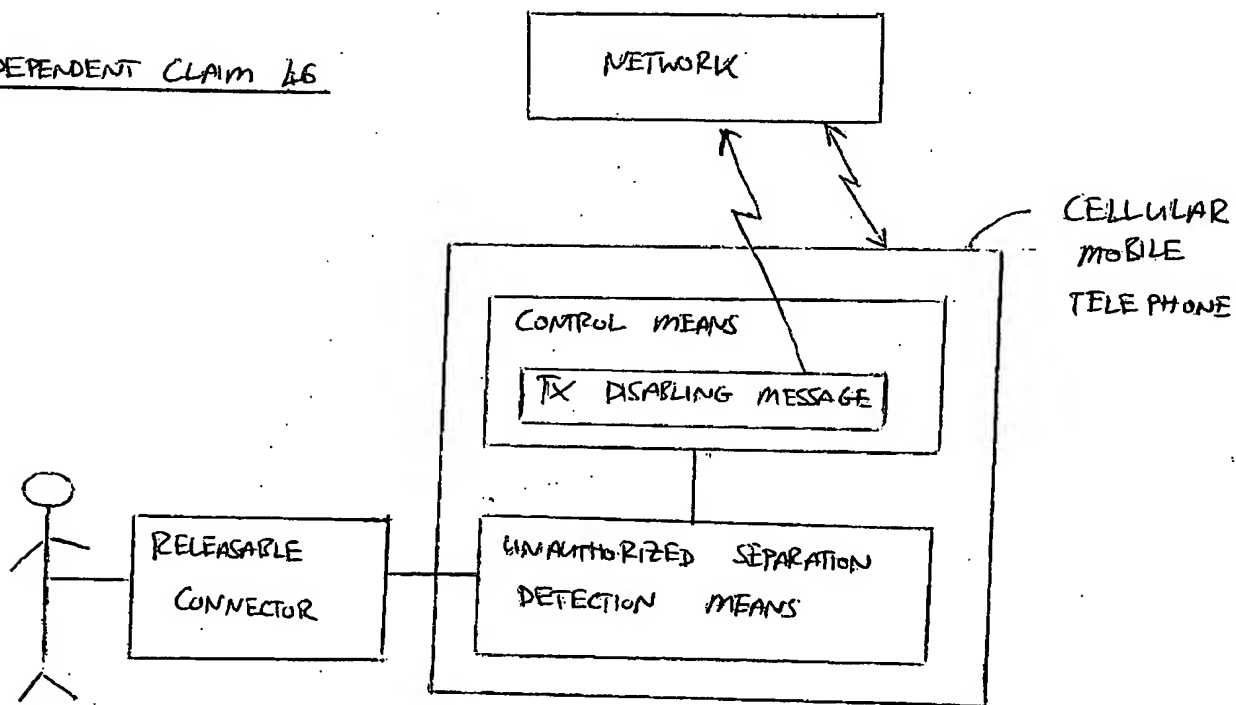 DEPENDENT CLAIM 46
NETWORK
CELLULAR
MOBILE
TELEPHONE
CONTROL MEANS
TX DISABLING MESSAGE
RELEASABLE
CONNECTOR
UNAUTHORIZED SEPARATION
DETECTION MEANS